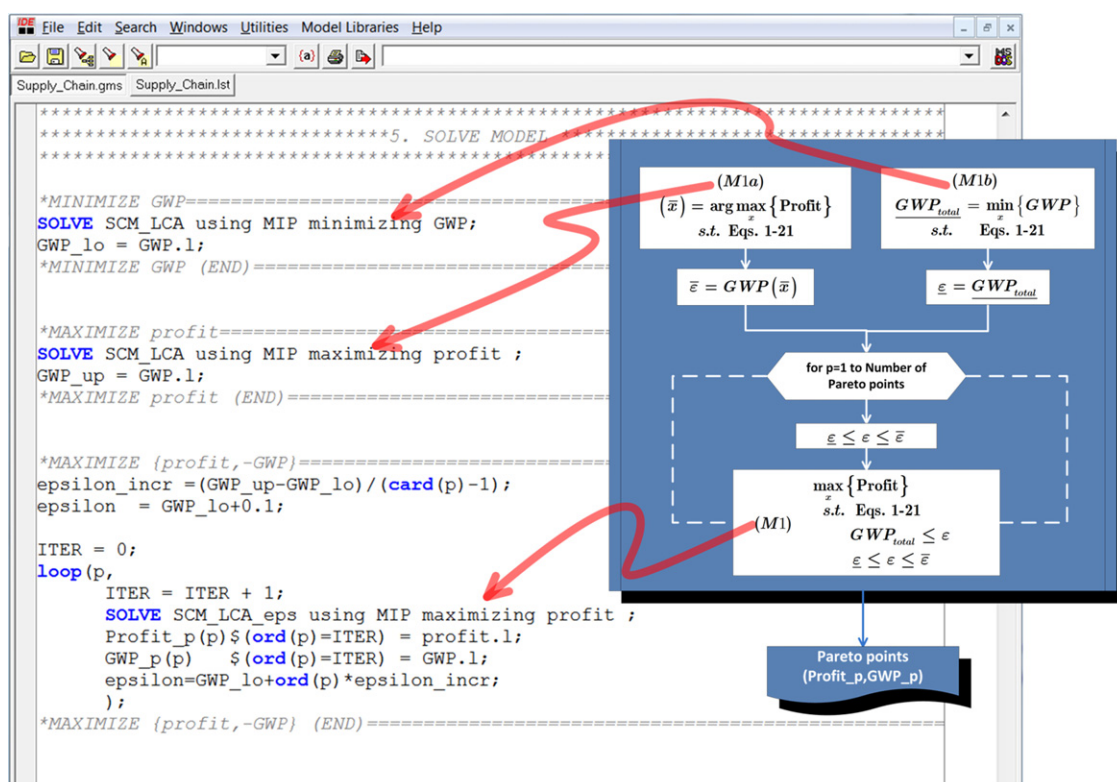 IDE File Edit Search Windows Utilities Model Libraries Help
{a} MS DOS
Supply_Chain.gms Supply_Chain.lst
********************************************************************************
*******************************5. SOLVE MODEL **********************************
*MINIMIZE GWP======================================
SOLVE SCM_LCA using MIP minimizing GWP;
GWP_lo = GWP.l;
*MINIMIZE GWP (END)================================
*MAXIMIZE profit===================================
SOLVE SCM_LCA using MIP maximizing profit ;
GWP_up = GWP.l;
*MAXIMIZE profit (END)=============================
*MAXIMIZE {profit,-GWP}============================
epsilon_incr =(GWP_up-GWP_lo)/(card(p)-1);
epsilon  = GWP_lo+0.1;
ITER = 0;
loop(p,
ITER = ITER + 1;
SOLVE SCM_LCA_eps using MIP maximizing profit ;
Profit_p(p)$(ord(p)=ITER) = profit.l;
GWP_p(p)   $(ord(p)=ITER) = GWP.l;
epsilon=GWP_lo+ord(p)*epsilon_incr;
);
*MAXIMIZE {profit,-GWP} (END)===================================================
(M1a)
(x̅) = arg max {Profit}
x
s.t. Eqs. 1-21
(M1b)
GWP_total = min {GWP}
x
s.t. Eqs. 1-21
ε̅ = GWP(x̅)
ε̲ = GWP_total
for p=1 to Number of
Pareto points
ε̲ ≤ ε ≤ ε̅
max {Profit}
x
s.t. Eqs. 1-21
(M1)
GWP_total ≤ ε
ε̲ ≤ ε ≤ ε̅
Pareto points
(Profit_p,GWP_p)